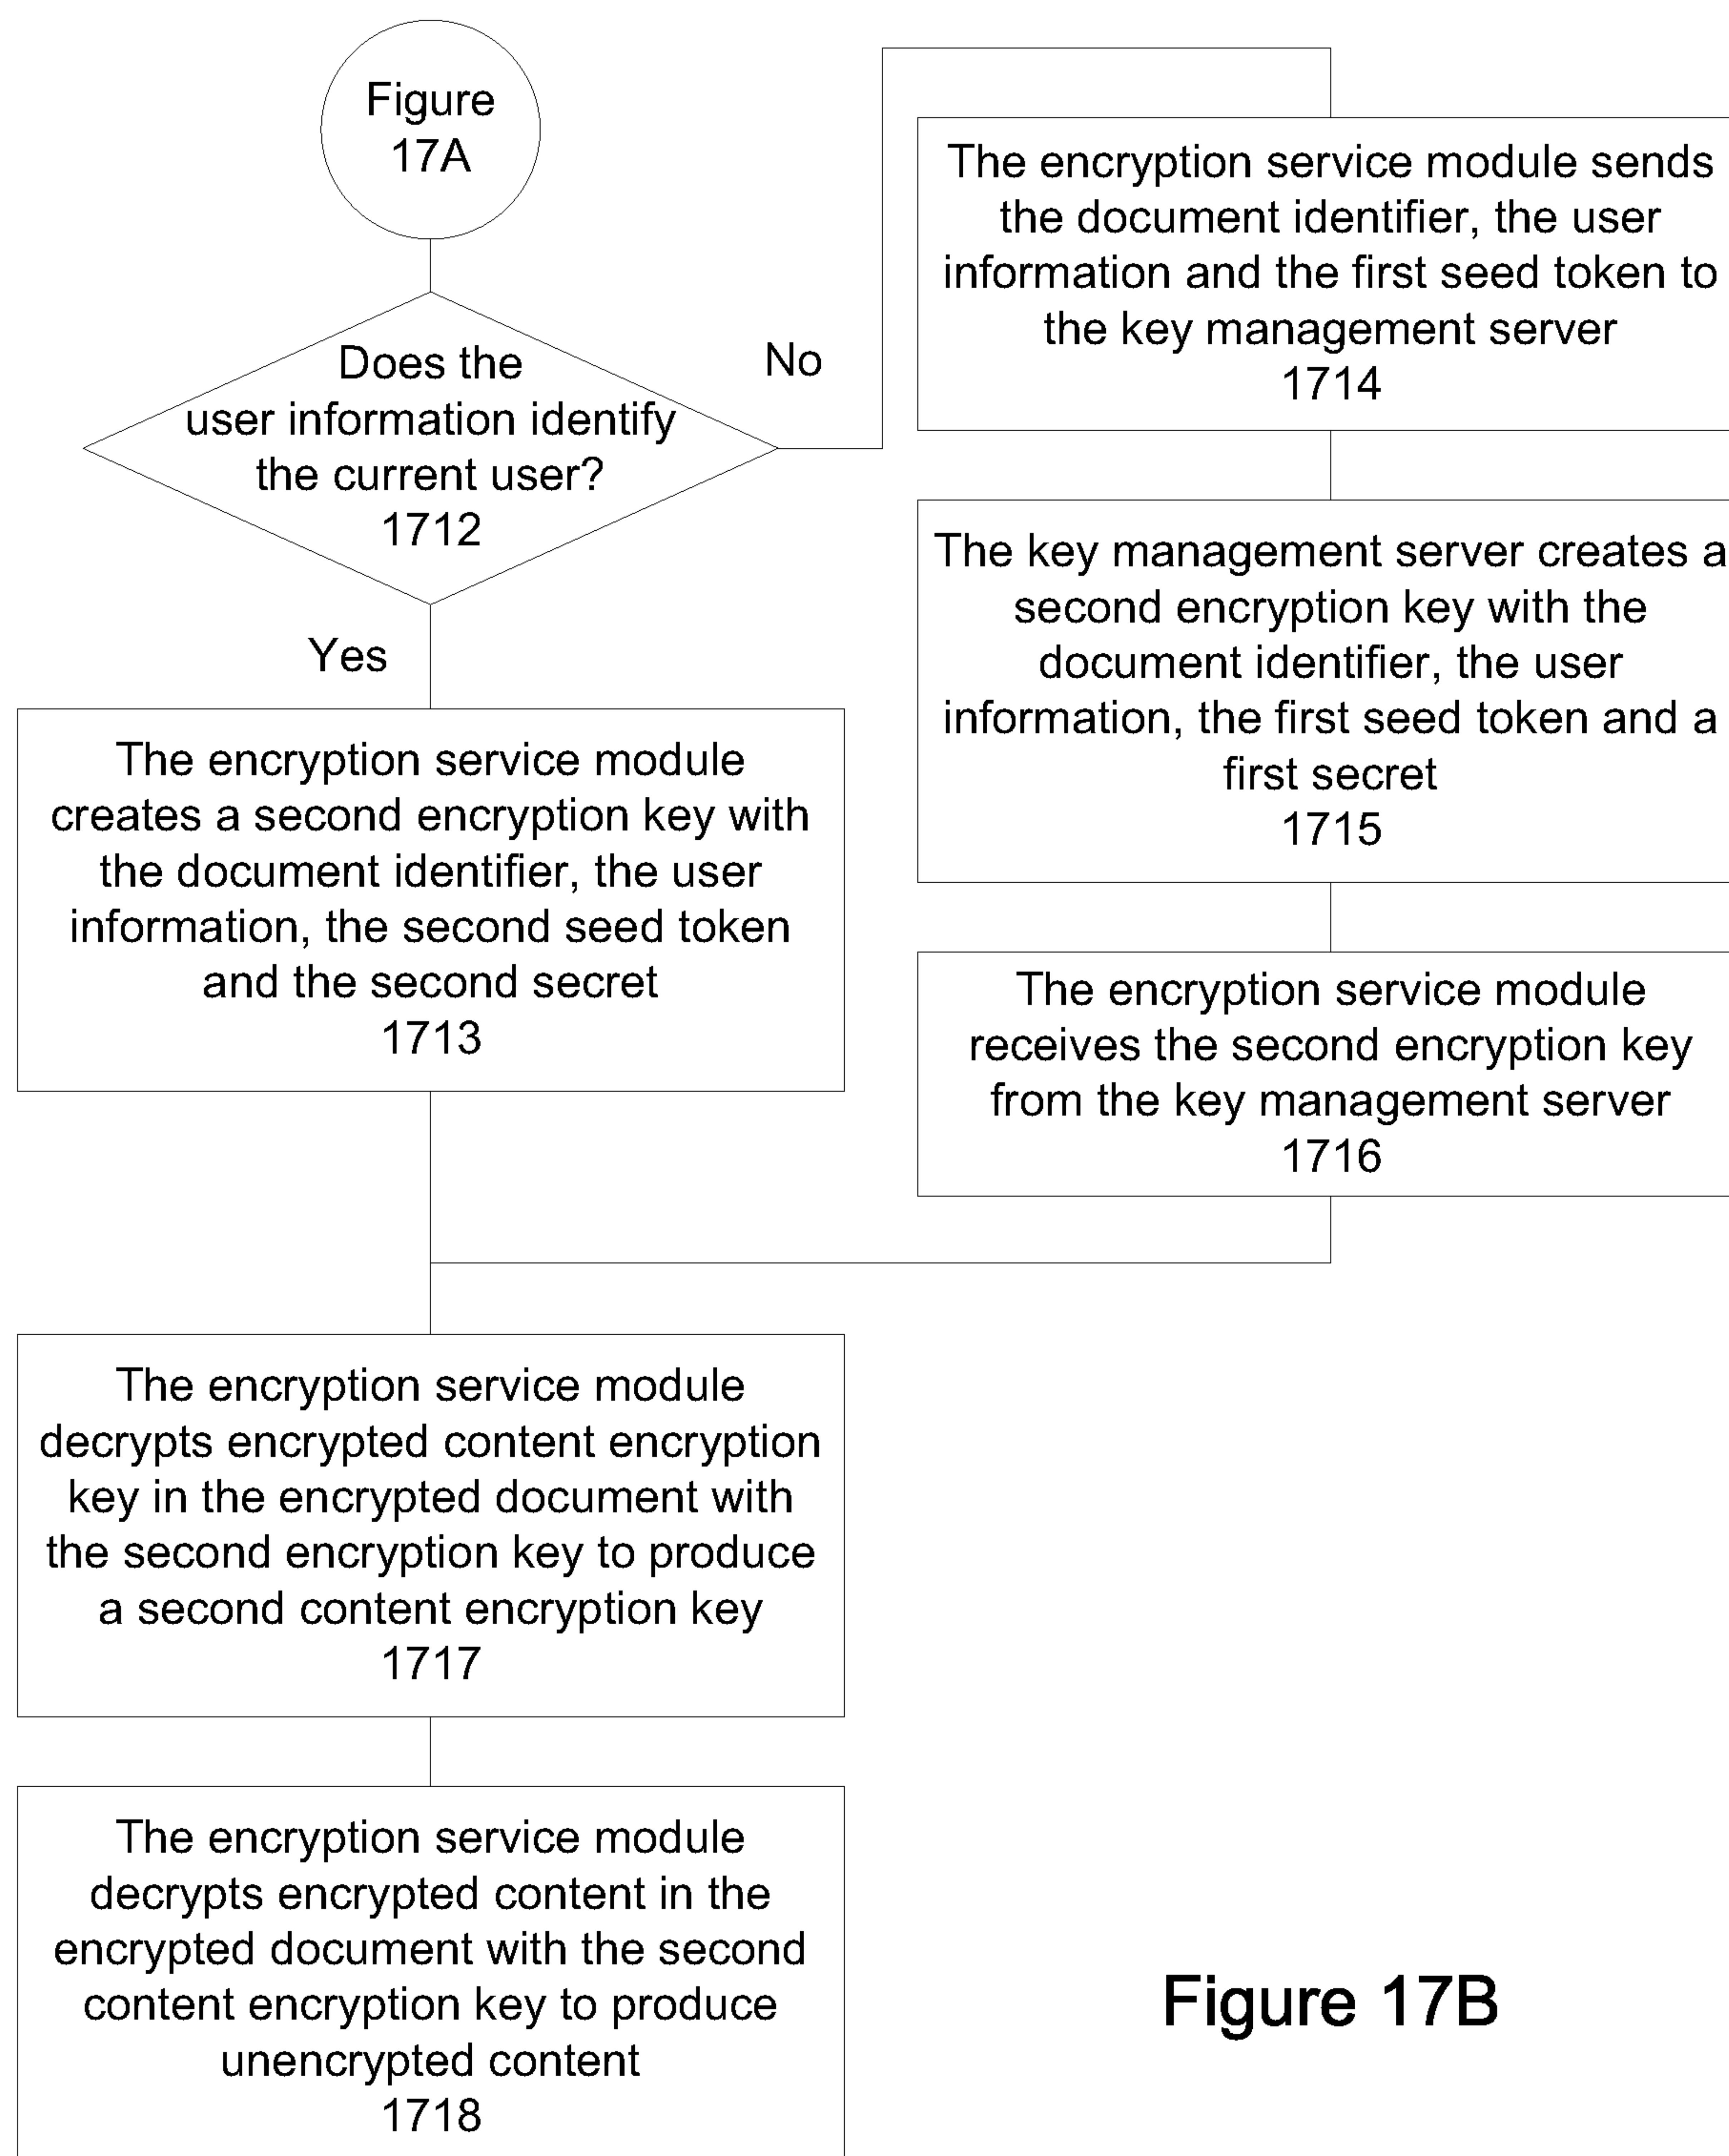 Figure
17A
Does the
user information identify
the current user?
1712
No
Yes
The encryption service module sends
the document identifier, the user
information and the first seed token to
the key management server
1714
The key management server creates a
second encryption key with the
document identifier, the user
information, the first seed token and a
first secret
1715
The encryption service module
receives the second encryption key
from the key management server
1716
The encryption service module
creates a second encryption key with
the document identifier, the user
information, the second seed token
and the second secret
1713
The encryption service module
decrypts encrypted content encryption
key in the encrypted document with
the second encryption key to produce
a second content encryption key
1717
The encryption service module
decrypts encrypted content in the
encrypted document with the second
content encryption key to produce
unencrypted content
1718
Figure 17B